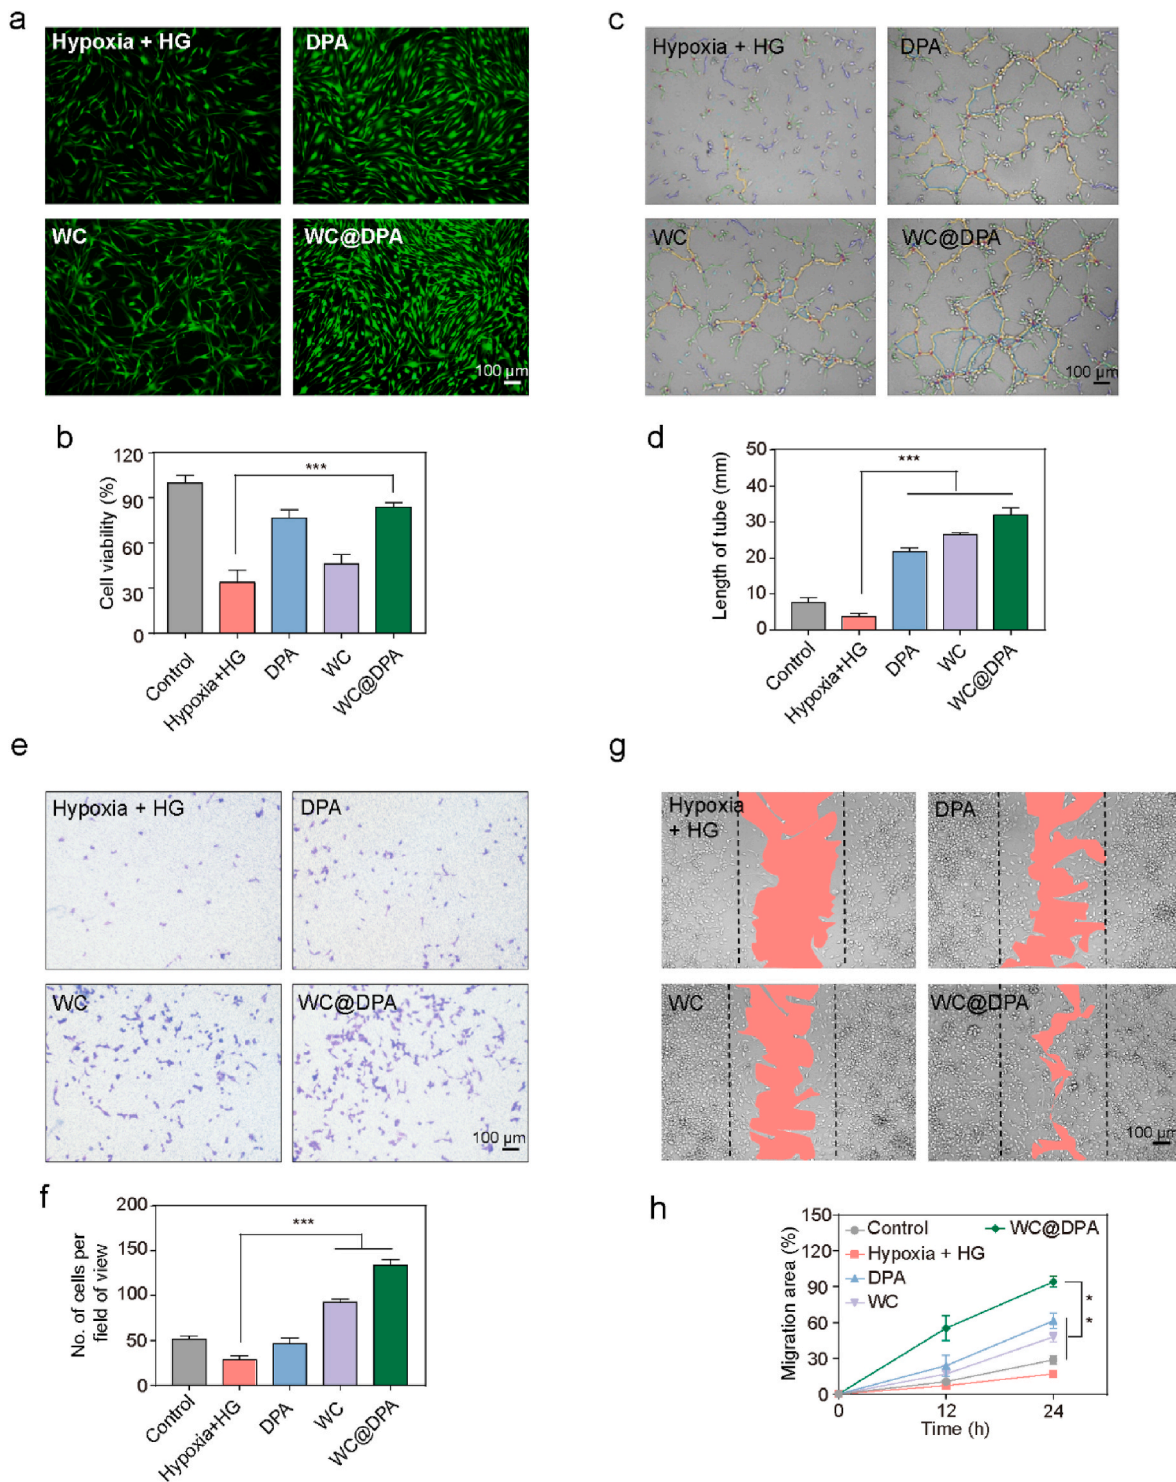 a
Hypoxia + HG
DPA
WC
WC@DPA
100 µm
c
Hypoxia + HG
DPA
WC
WC@DPA
100 µm
b
Cell viability (%)
120
90
60
30
0
***
Control
Hypoxia+HG
DPA
WC
WC@DPA
d
Length of tube (mm)
50
40
30
20
10
0
***
Control
Hypoxia+HG
DPA
WC
WC@DPA
e
Hypoxia + HG
DPA
WC
WC@DPA
100 µm
g
Hypoxia
+ HG
DPA
WC
WC@DPA
100 µm
f
No. of cells per
field of view
200
150
100
50
0
***
Control
Hypoxia+HG
DPA
WC
WC@DPA
h
Migration area (%)
150
120
90
60
30
0
Control
WC@DPA
Hypoxia + HG
DPA
WC
*
*
0
12
24
Time (h)